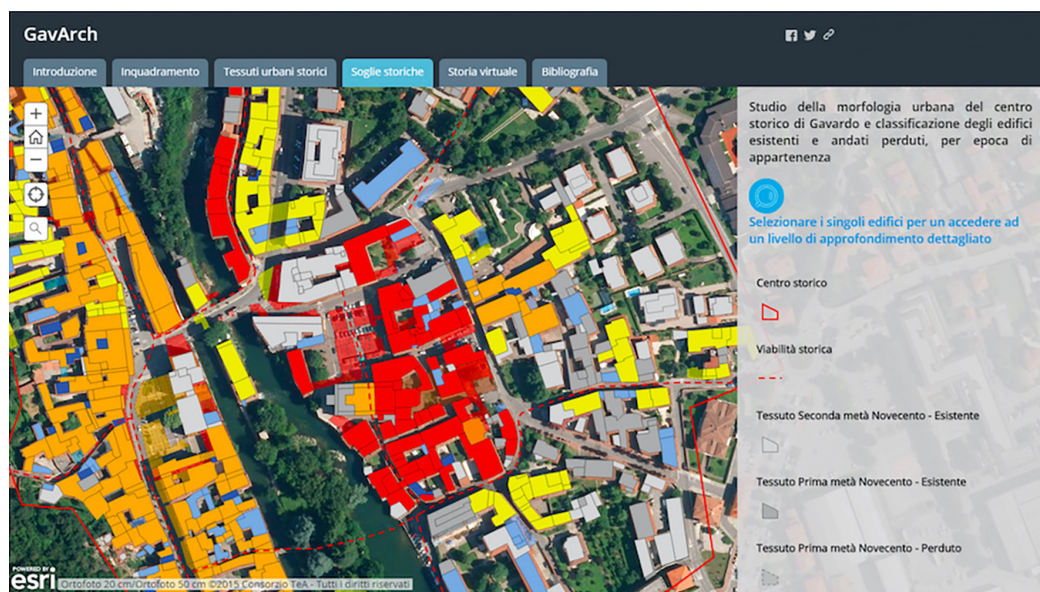 GavArch
Introduzione
Inquadramento
Tessuti urbani storici
Soglie storiche
Storia virtuale
Bibliografia
Studio della morfologia urbana del centro
storico di Gavardo e classificazione degli edifici
esistenti e andati perduti, per epoca di
appartenenza
Selezionare i singoli edifici per un accedere ad
un livello di approfondimento dettagliato
Centro storico
Viabilità storica
Tessuto Seconda metà Novecento - Esistente
Tessuto Prima metà Novecento - Esistente
Tessuto Prima metà Novecento - Perduto
POWERED BY
esri
Ortofoto 20 cm/Ortofoto 50 cm ©2015 Consorzio TeA - Tutti i diritti riservati